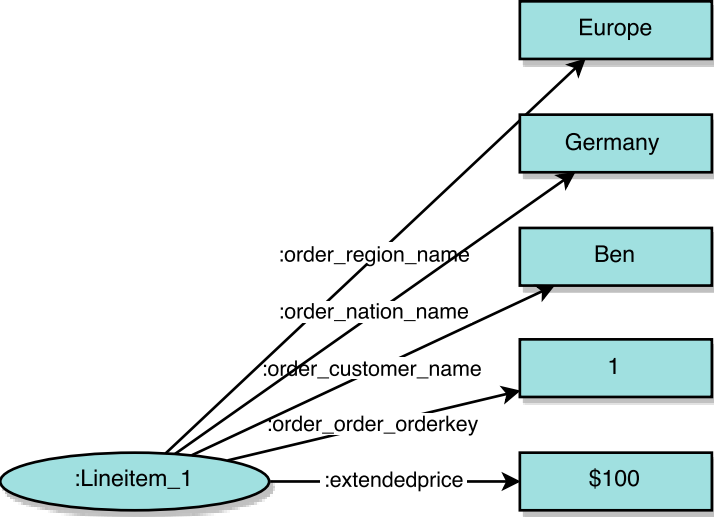 Europe
Germany
:order_region_name
Ben
:order_nation_name
:order_customer_name
1
:order_order_orderkey
:Lineitem_1
:extendedprice
$100